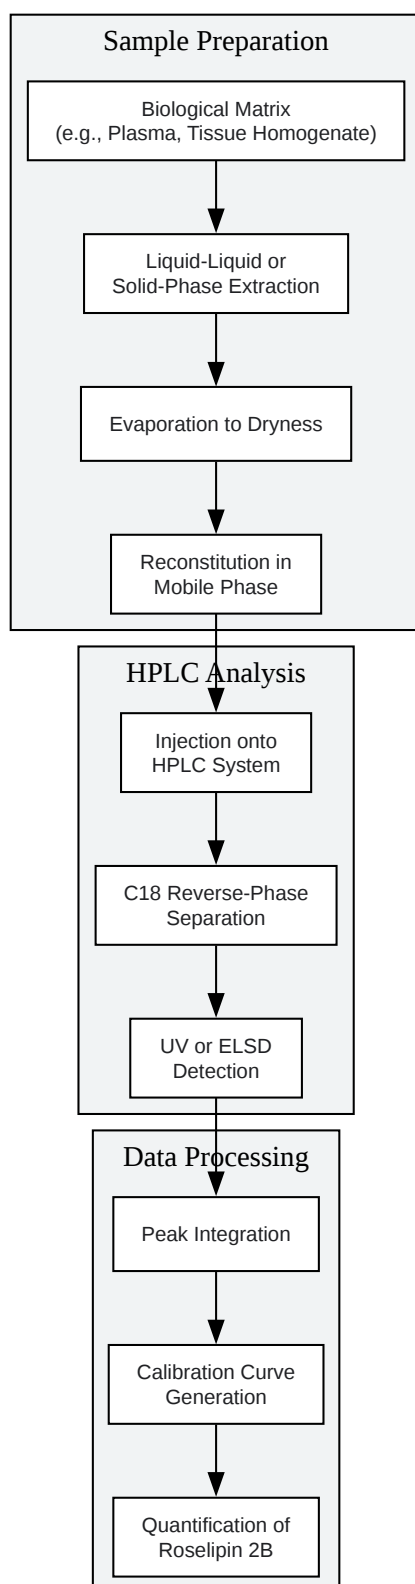 Sample Preparation
Biological Matrix
(e.g., Plasma, Tissue Homogenate)
Liquid-Liquid or
Solid-Phase Extraction
Evaporation to Dryness
Reconstitution in
Mobile Phase
HPLC Analysis
Injection onto
HPLC System
C18 Reverse-Phase
Separation
UV or ELSD
Detection
Data Processing
Peak Integration
Calibration Curve
Generation
Quantification of
Roselipin 2B